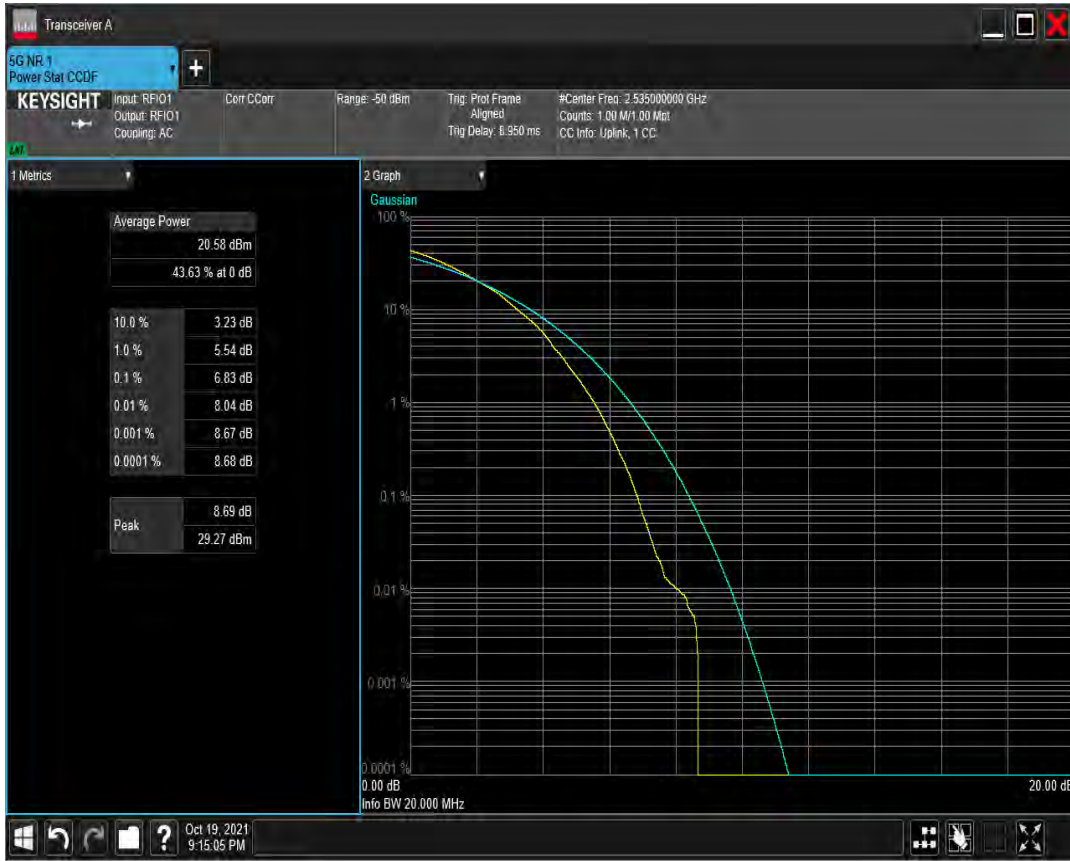 Transceiver A
5G NR 1
Power Stat CCDF
+
KEYSIGHT
Input: RFIO1
Output: RFIO1
Coupling: AC
Corr CCorr
Range: -50 dBm
Trig: Prot Frame
Aligned
Trig Delay: 8.950 ms
#Center Freq: 2.535000000 GHz
Counts: 1.00 M/1.00 Mpt
CC Info: Uplink, 1 CC
1 Metrics
Average Power
20.58 dBm
43.63 % at 0 dB
10.0 % 3.23 dB
1.0 % 5.54 dB
0.1 % 6.83 dB
0.01 % 8.04 dB
0.001 % 8.67 dB
0.0001 % 8.68 dB
Peak
8.69 dB
29.27 dBm
2 Graph
Gaussian
100 %
10 %
1 %
0.1 %
0.01 %
0.001 %
0.0001 %
0.00 dB
20.00 dB
Info BW 20.000 MHz
?
Oct 19, 2021
9:15:05 PM